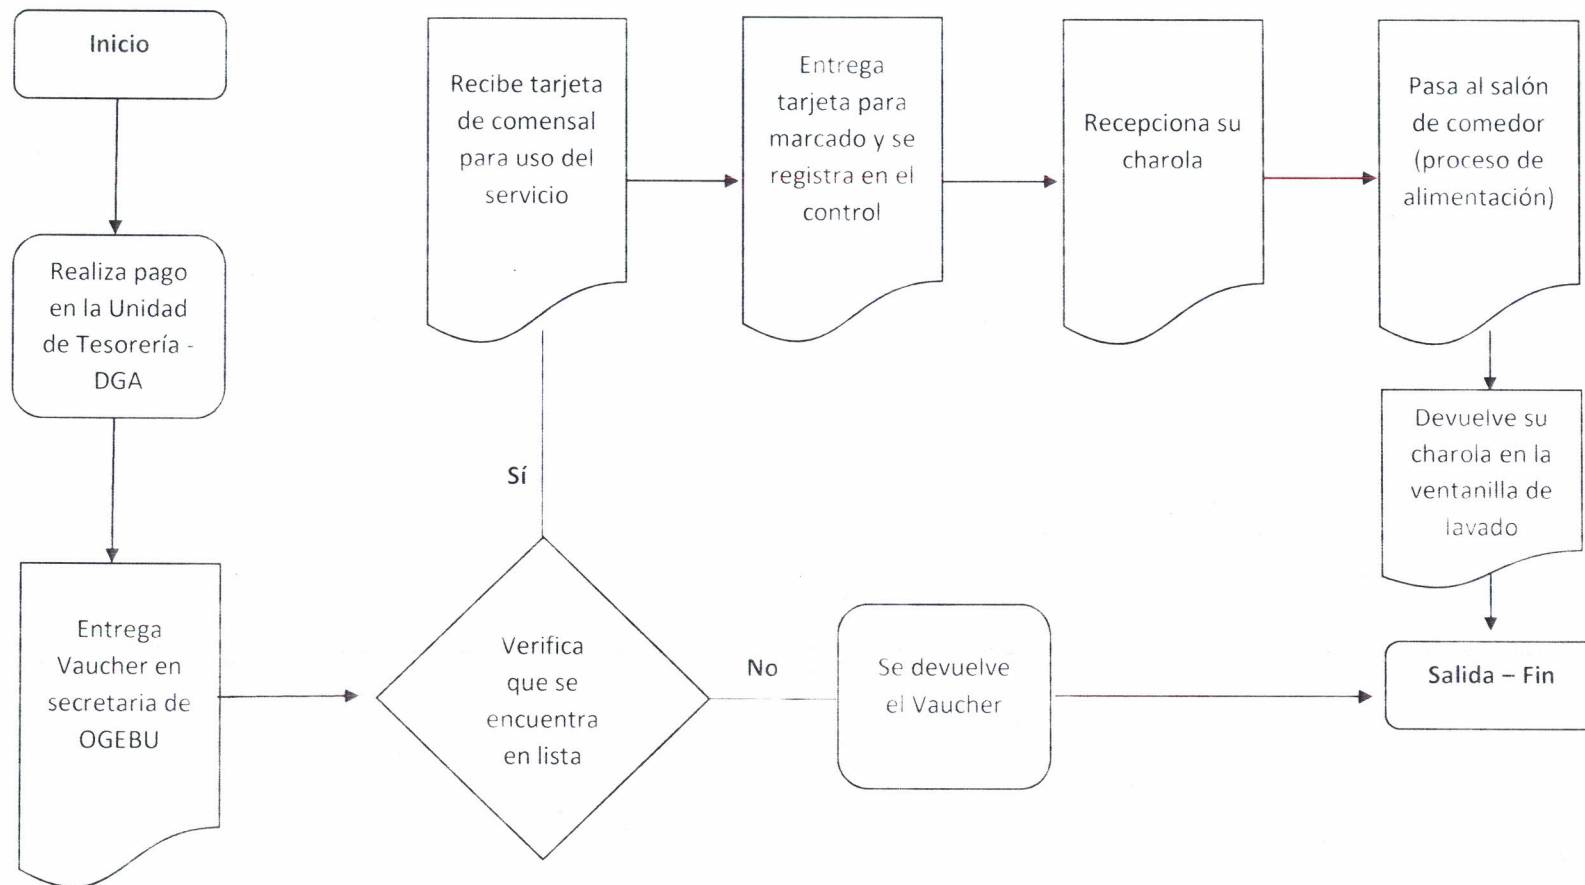 Inicio
Realiza pago
en la Unidad
de Tesorería -
DGA
Entrega
Vaucher en
secretaria de
OGEBU
Verifica
que se
encuentra
en lista
Sí
No
Recibe tarjeta
de comensal
para uso del
servicio
Entrega
tarjeta para
marcado y se
registra en el
control
Recepciona su
charola
Pasa al salón
de comedor
(proceso de
alimentación)
Devuelve su
charola en la
ventanilla de
lavado
Se devuelve
el Vaucher
Salida – Fin